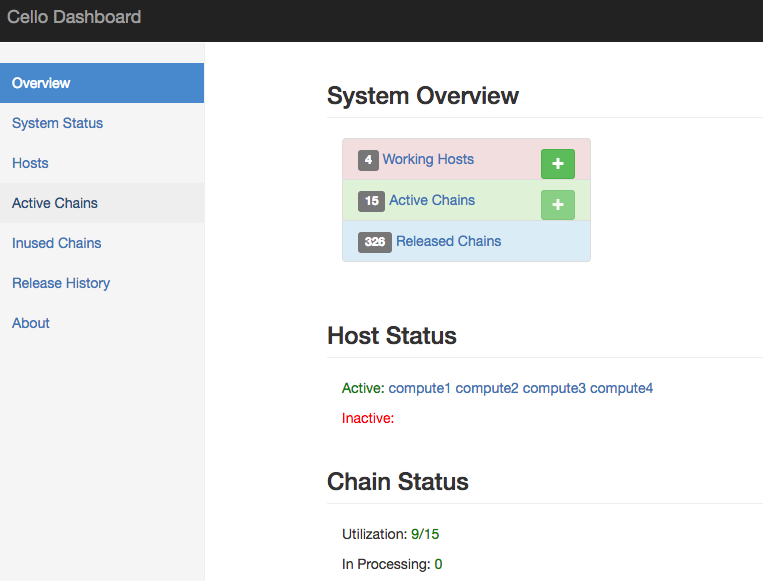 Cello Dashboard
Overview
System Status
Hosts
Active Chains
Inused Chains
Release History
About
System Overview
4 Working Hosts +
15 Active Chains +
326 Released Chains
Host Status
Active: compute1 compute2 compute3 compute4
Inactive:
Chain Status
Utilization: 9/15
In Processing: 0